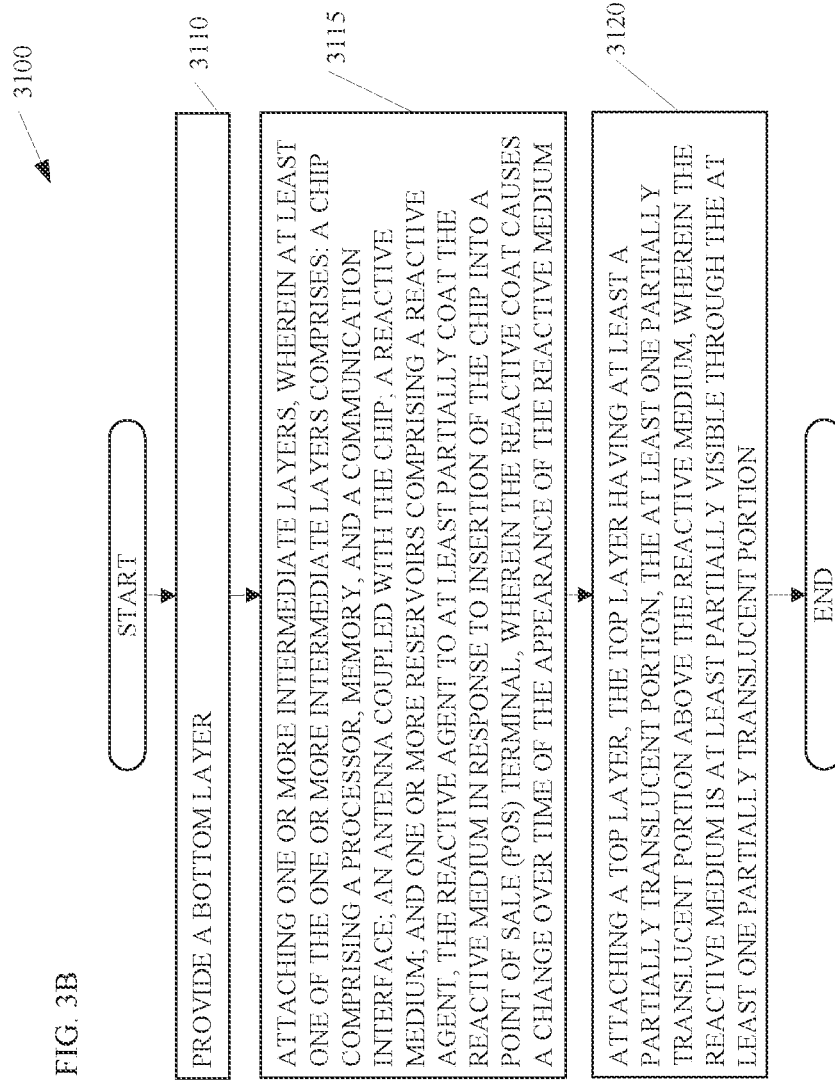 FIG. 3B
3100
START
PROVIDE A BOTTOM LAYER
3110
ATTACHING ONE OR MORE INTERMEDIATE LAYERS, WHEREIN AT LEAST
ONE OF THE ONE OR MORE INTERMEDIATE LAYERS COMPRISES: A CHIP
COMPRISING A PROCESSOR, MEMORY, AND A COMMUNICATION
INTERFACE; AN ANTENNA COUPLED WITH THE CHIP; A REACTIVE
MEDIUM; AND ONE OR MORE RESERVOIRS COMPRISING A REACTIVE
AGENT, THE REACTIVE AGENT TO AT LEAST PARTIALLY COAT THE
REACTIVE MEDIUM IN RESPONSE TO INSERTION OF THE CHIP INTO A
POINT OF SALE (POS) TERMINAL, WHEREIN THE REACTIVE COAT CAUSES
A CHANGE OVER TIME OF THE APPEARANCE OF THE REACTIVE MEDIUM
3115
ATTACHING A TOP LAYER, THE TOP LAYER HAVING AT LEAST A
PARTIALLY TRANSLUCENT PORTION, THE AT LEAST ONE PARTIALLY
TRANSLUCENT PORTION ABOVE THE REACTIVE MEDIUM, WHEREIN THE
REACTIVE MEDIUM IS AT LEAST PARTIALLY VISIBLE THROUGH THE AT
LEAST ONE PARTIALLY TRANSLUCENT PORTION
3120
END